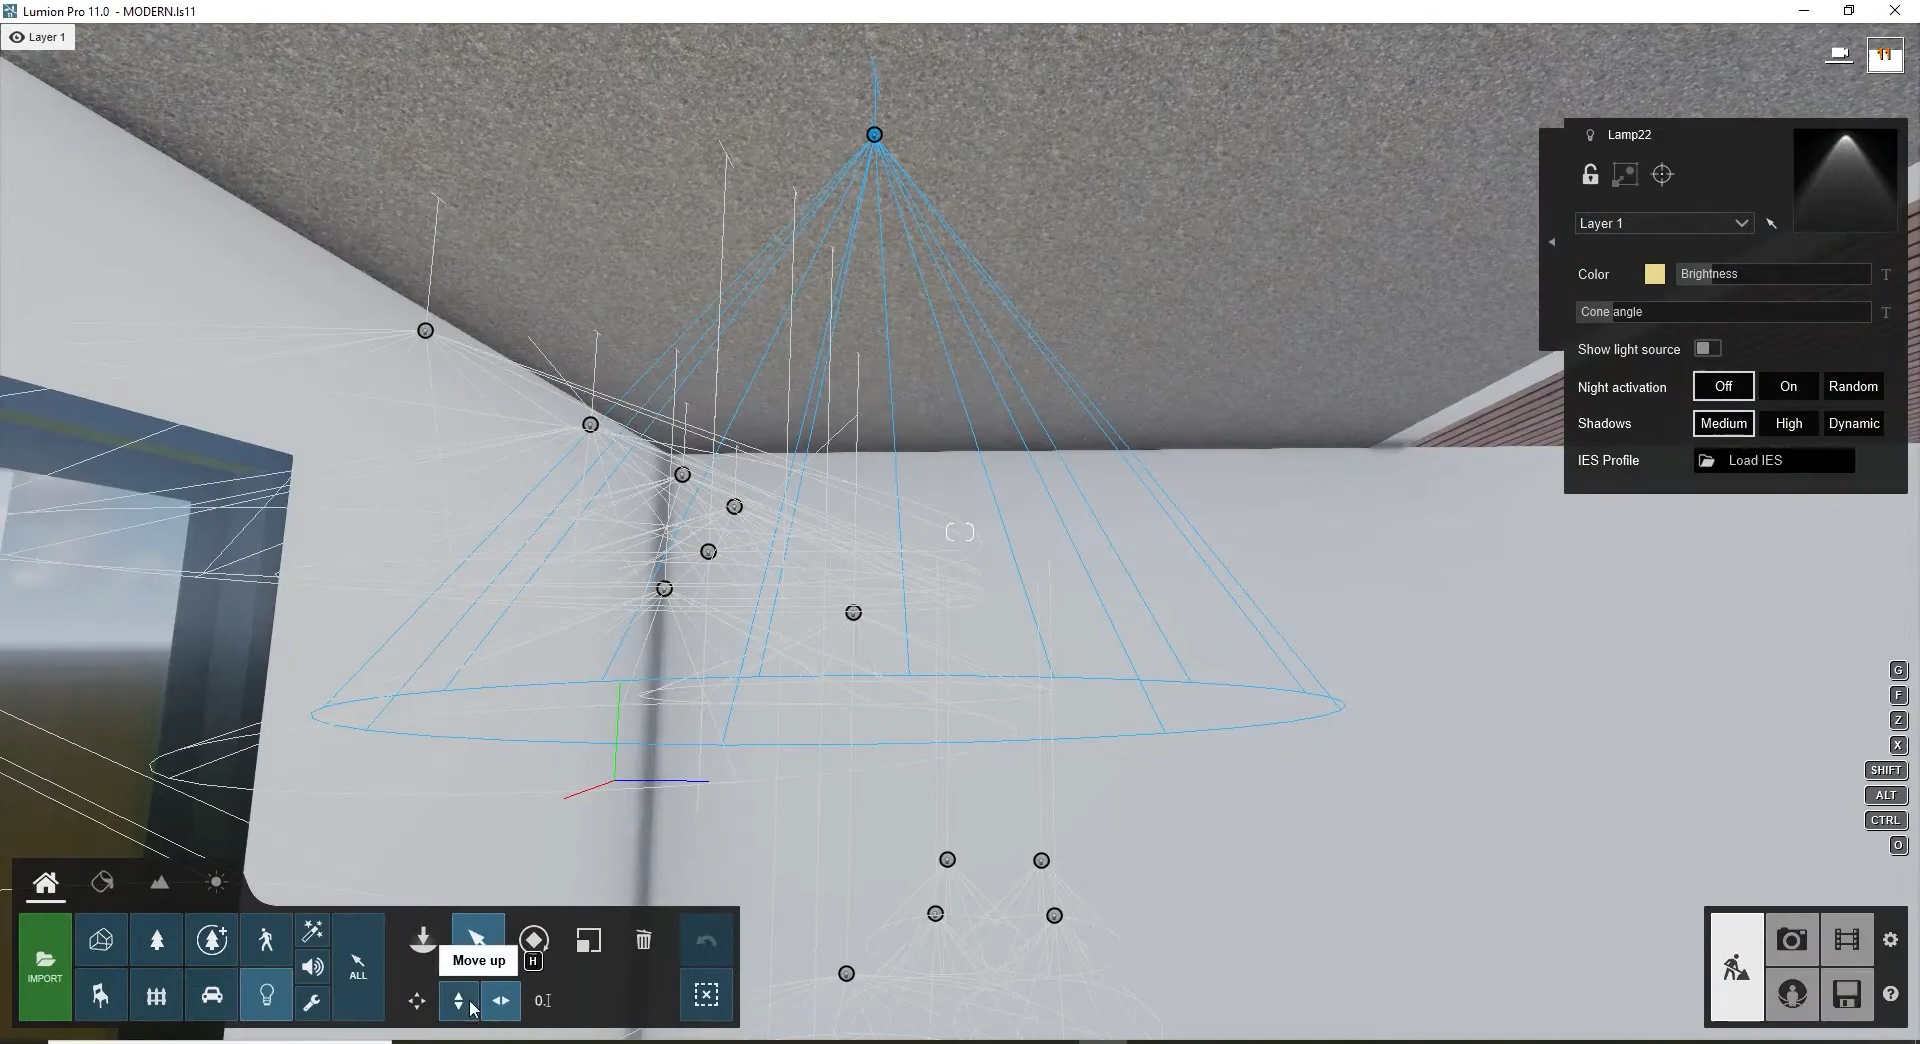 Lumion Pro 11.0 - MODERN.ls11
Layer 1
11
Lamp22
Layer 1
Color
Brightness
T
Cone angle
T
Show light source
Night activation
Off
On
Random
Shadows
Medium
High
Dynamic
IES Profile
Load IES
G
F
Z
X
SHIFT
ALT
CTRL
O
IMPORT
ALL
Move up
H
0.
?